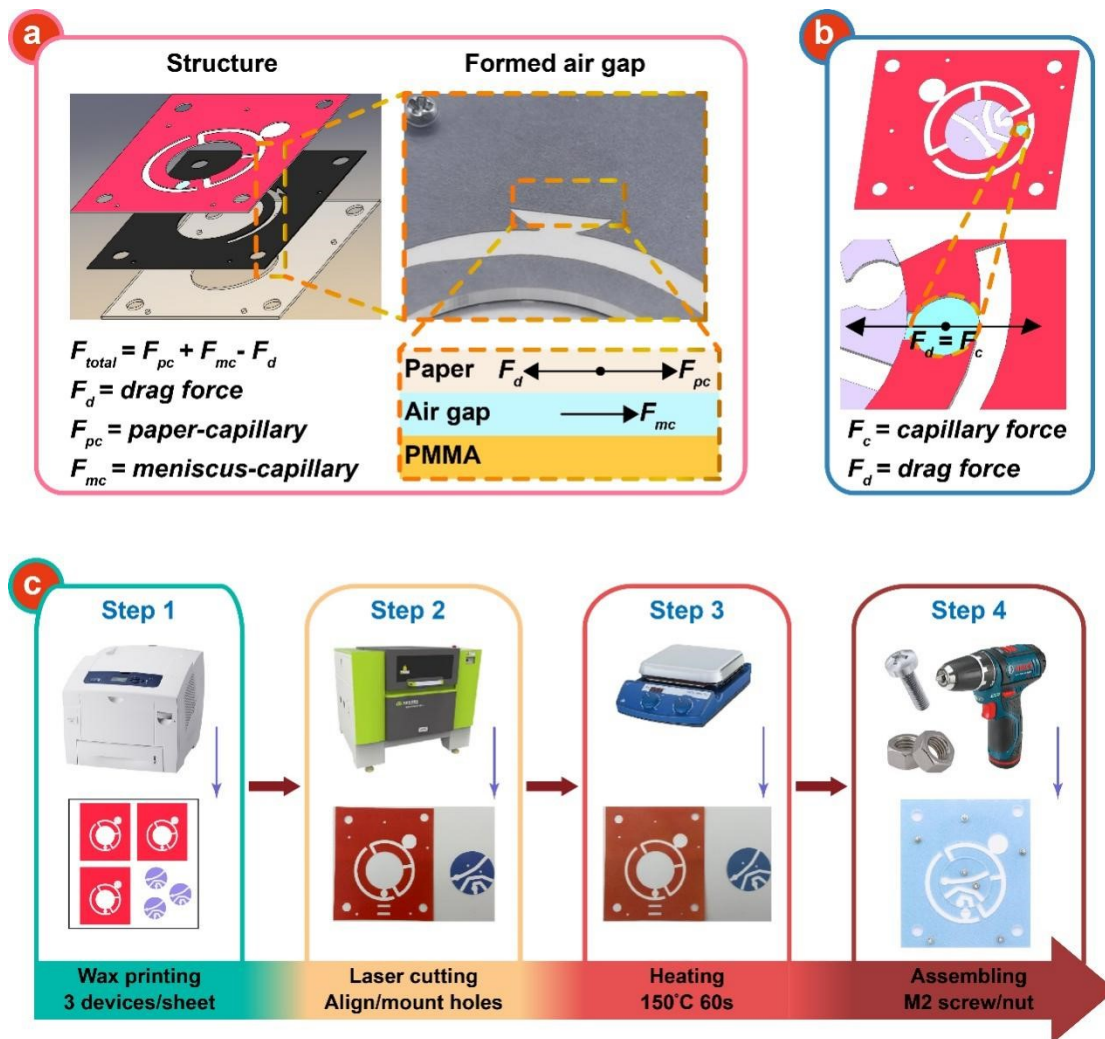 a
Structure
Formed air gap
F_total = F_pc + F_mc - F_d
F_d = drag force
F_pc = paper-capillary
F_mc = meniscus-capillary
Paper F_d F_pc
Air gap F_mc
PMMA
b
F_d = F_c
F_c = capillary force
F_d = drag force
c
Step 1
Step 2
Step 3
Step 4
Wax printing
3 devices/sheet
Laser cutting
Align/mount holes
Heating
150°C 60s
Assembling
M2 screw/nut